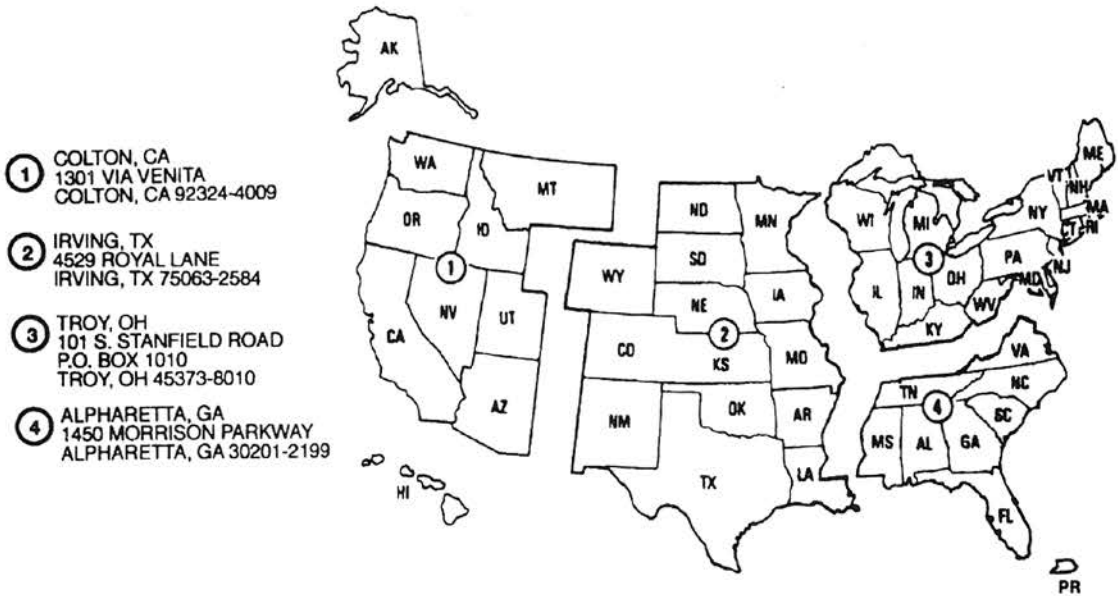 1
COLTON, CA
1301 VIA VENITA
COLTON, CA 92324-4009
2
IRVING, TX
4529 ROYAL LANE
IRVING, TX 75063-2584
3
TROY, OH
101 S. STANFIELD ROAD
P.O. BOX 1010
TROY, OH 45373-8010
4
ALPHARETTA, GA
1450 MORRISON PARKWAY
ALPHARETTA, GA 30201-2199
AK
WA
MT
OR
ID
1
NV
UT
CA
AZ
HI
ND
MN
SD
WY
NE
IA
2
CO
KS
MO
NM
OK
AR
TX
LA
WI
MI
3
IL
IN
OH
KY
WV
PA
NY
VT
NH
ME
MA
CT
RI
NJ
MD
VA
TN
NC
4
SC
MS
AL
GA
FL
PR